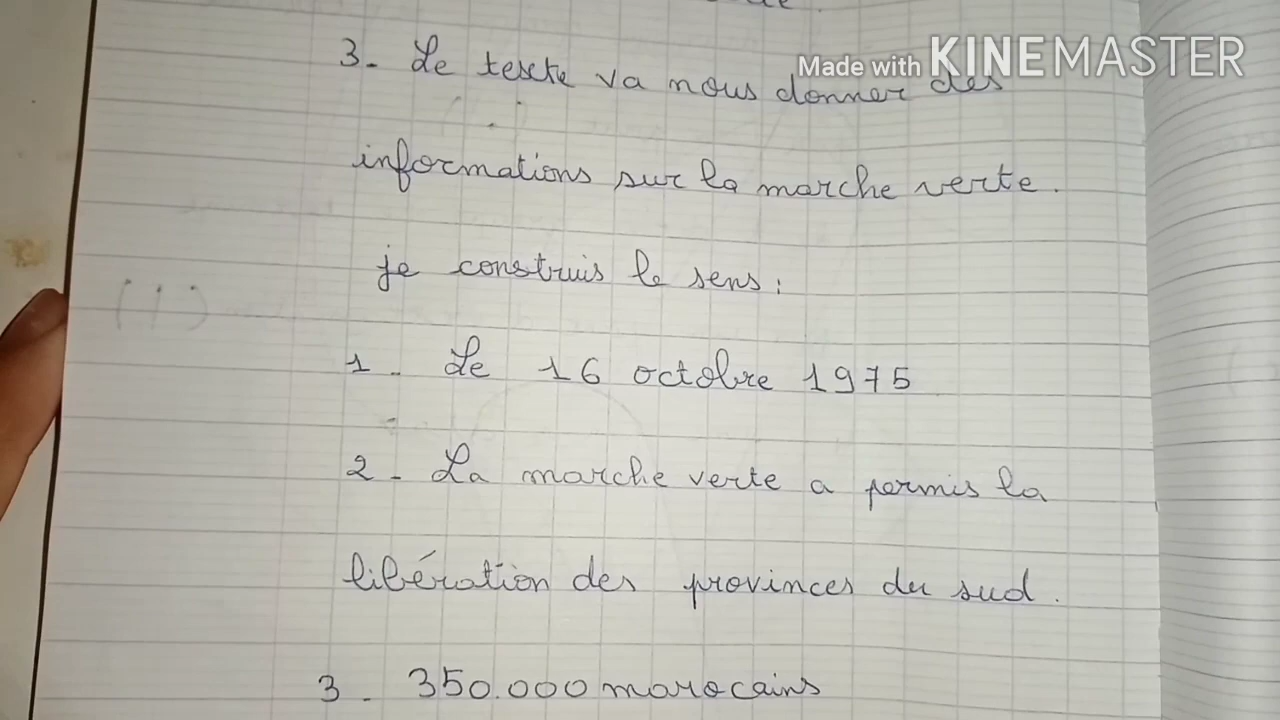 3- Le texte va nous donner des
Made with KINEMASTER
informations sur la marche verte.
je construis le sens:
1- Le 16 octobre 1975
2- La marche verte a permis la
libération des provinces du sud.
3- 350.000 marocains